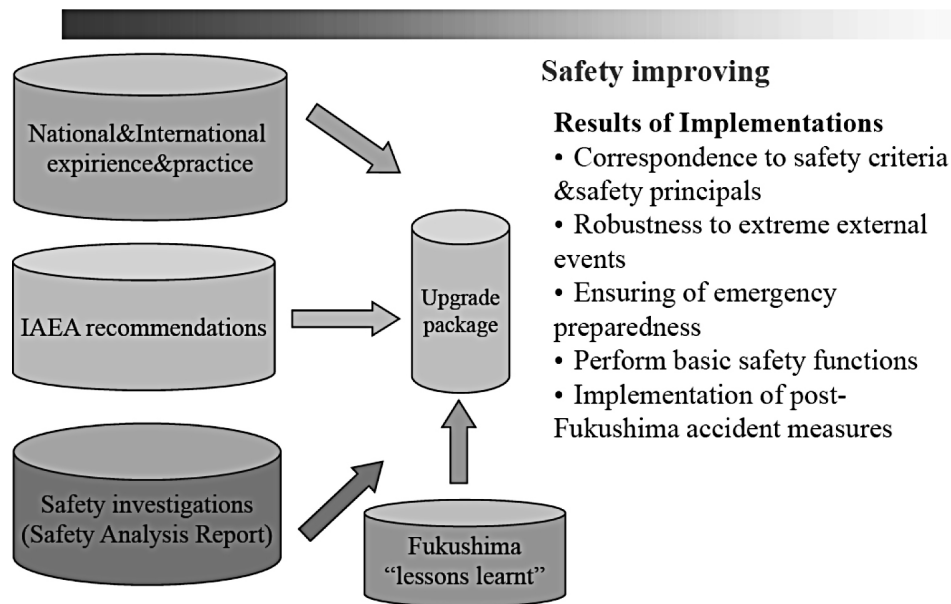 National&International
expirience&practice
IAEA recommendations
Safety investigations
(Safety Analysis Report)
Upgrade
package
Fukushima
“lessons learnt”
Safety improving
Results of Implementations
• Correspondence to safety criteria
&safety principals
• Robustness to extreme external
events
• Ensuring of emergency
preparedness
• Perform basic safety functions
• Implementation of post-
Fukushima accident measures